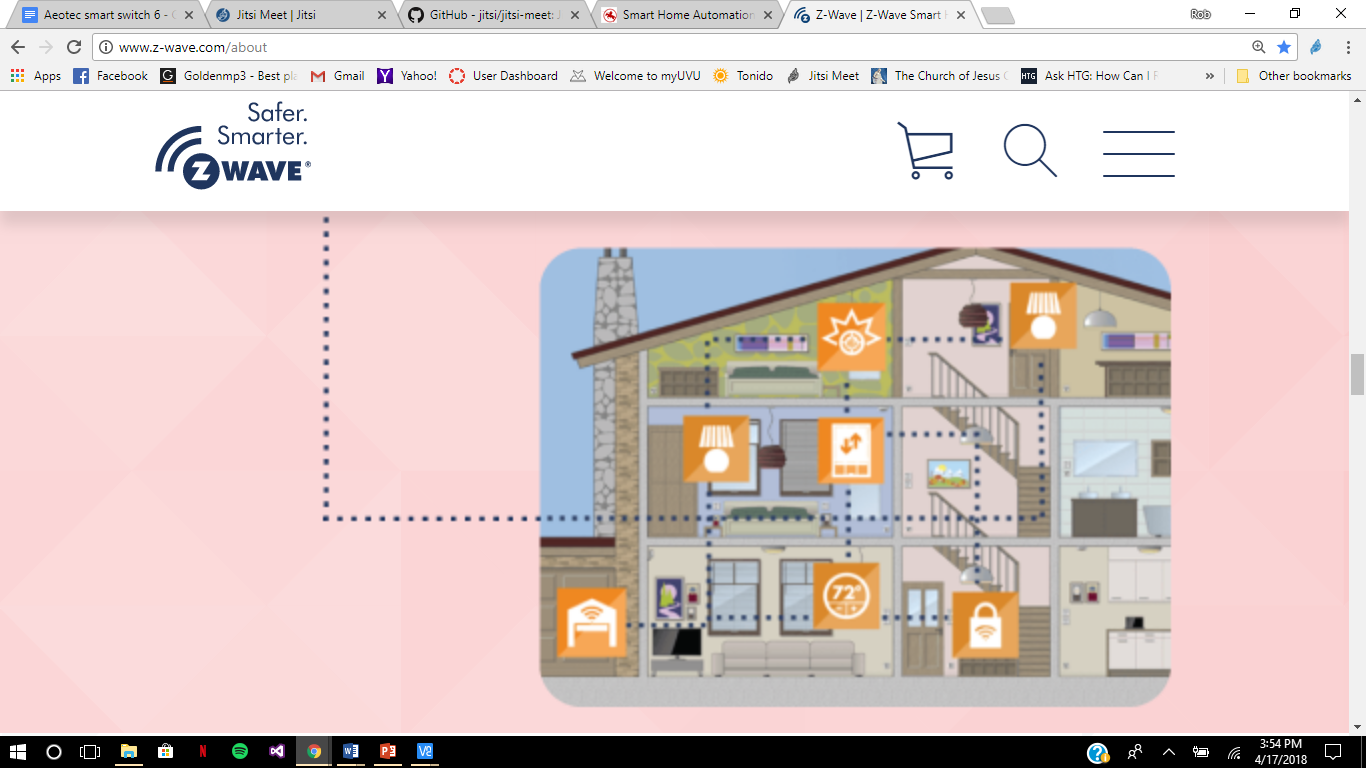 Aeotec smart switch 6 - G
Jitsi Meet | Jitsi
GitHub - jitsi/jitsi-meet: J
Smart Home Automation
Z-Wave | Z-Wave Smart
Rob
www.z-wave.com/about
Apps
Facebook
Goldenmp3 - Best pla
Gmail
Yahoo!
User Dashboard
Welcome to myUVU
Tonido
Jitsi Meet
The Church of Jesus C
HTG
Ask HTG: How Can I
Other bookmarks
Safer.
Smarter.
Z WAVE®
72°
3:54 PM
4/17/2018